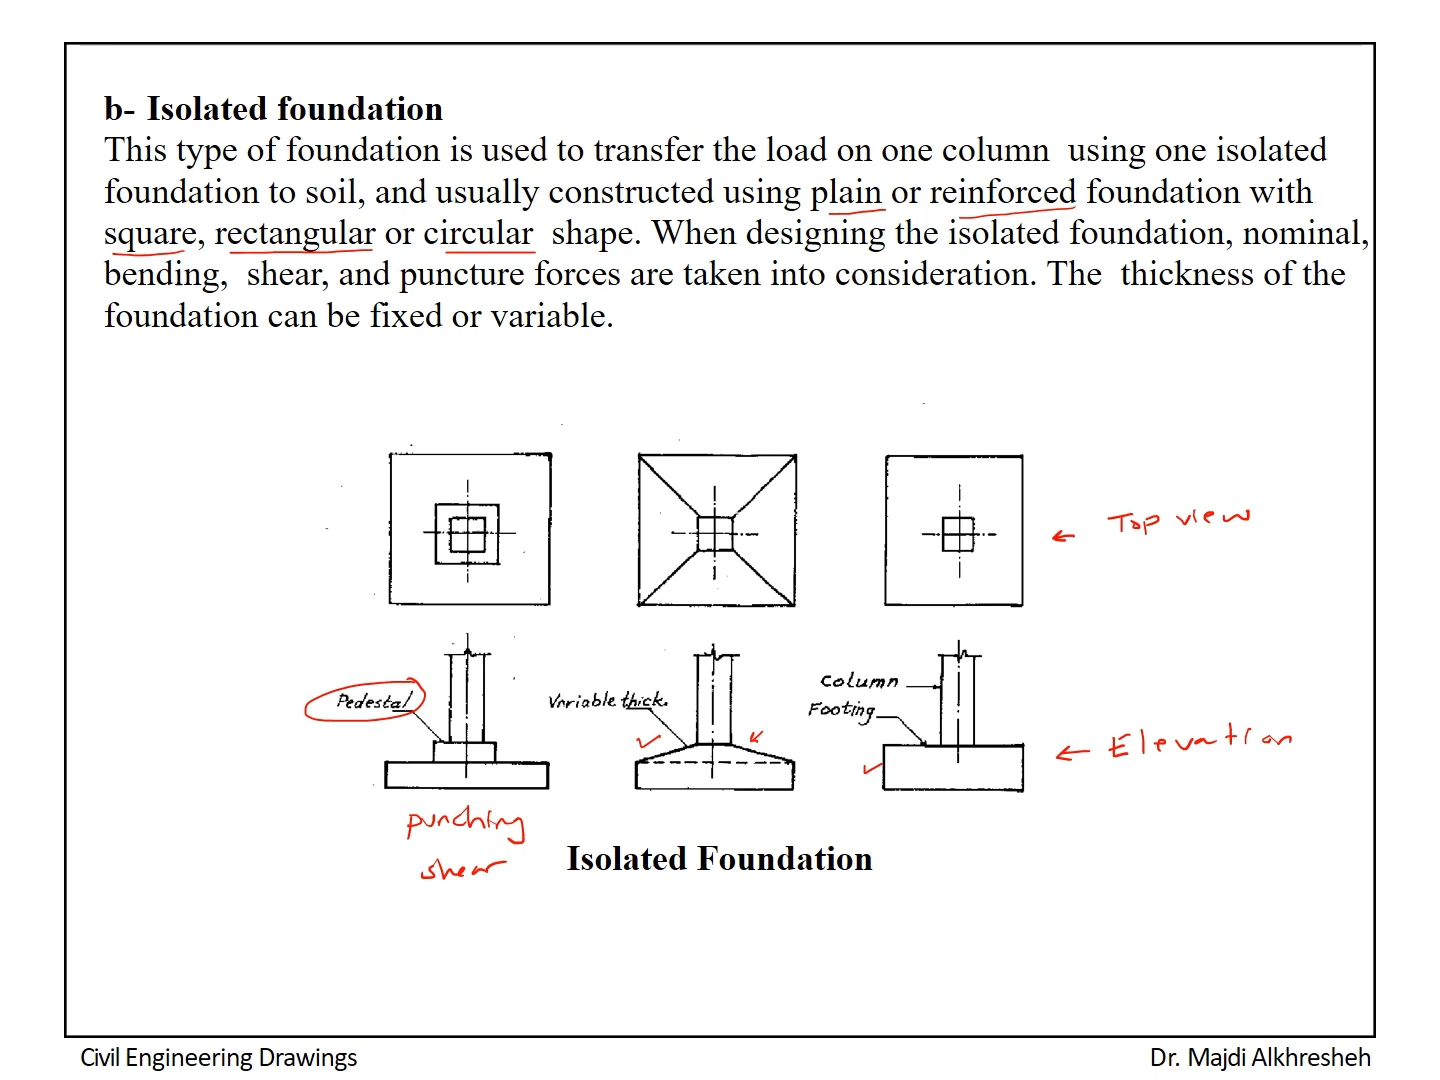 b- Isolated foundation
This type of foundation is used to transfer the load on one column using one isolated
foundation to soil, and usually constructed using plain or reinforced foundation with
square, rectangular or circular shape. When designing the isolated foundation, nominal,
bending, shear, and puncture forces are taken into consideration. The thickness of the
foundation can be fixed or variable.
Top view
Pedestal
Variable thick.
Column
Footing
Elevation
punching
shear
Isolated Foundation
Civil Engineering Drawings
Dr. Majdi Alkhresheh